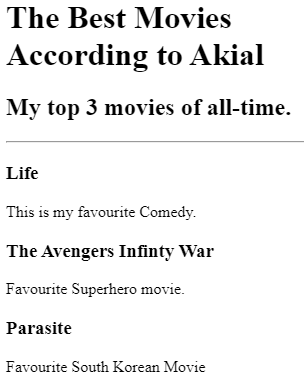 The Best Movies
According to Akial
My top 3 movies of all-time.
Life
This is my favourite Comedy.
The Avengers Infinty War
Favourite Superhero movie.
Parasite
Favourite South Korean Movie